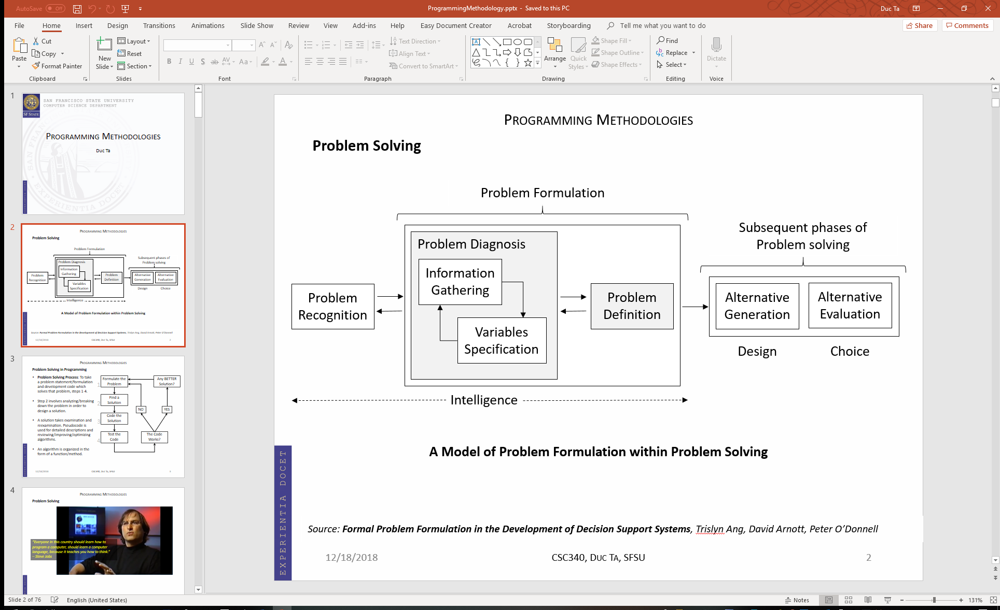 AutoSave Off
ProgrammingMethodology.pptx - Saved to this PC
Duc Ta
File Home Insert Design Transitions Animations Slide Show Review View Add-ins Help Easy Document Creator Acrobat Storyboarding Tell me what you want to do
Share Comments
Paste
Cut
Copy
Format Painter
Clipboard
New
Slide
Layout
Reset
Section
Slides
B I U S ab AV Aa A
Font
Text Direction
Align Text
Convert to SmartArt
Paragraph
Arrange
Quick
Styles
Shape Fill
Shape Outline
Shape Effects
Drawing
Find
Replace
Select
Editing
Dictate
Voice
1
SAN FRANCISCO STATE UNIVERSITY
COMPUTER SCIENCE DEPARTMENT
SF STATE
PROGRAMMING METHODOLOGIES
Duc Ta
EXPERIENTIA DOCET
2
PROGRAMMING METHODOLOGIES
Problem Solving
Problem Formulation
Subsequent phases of
Problem solving
Problem Diagnosis
Information
Gathering
Variables
Specification
Problem
Recognition
Problem
Definition
Alternative
Generation
Alternative
Evaluation
Design Choice
Intelligence
A Model of Problem Formulation within Problem Solving
Source: Formal Problem Formulation in the Development of Decision Support Systems, Trislyn Ang, David Arnott, Peter O'Donnell
12/18/2018 CSC340, DUC TA, SFSU 2
3
PROGRAMMING METHODOLOGIES
Problem Solving in Programming
• Problem Solving Process: To take
a problem statement/formulation
and development code which
solves that problem, steps 1-4.
• Step 2 involves analyzing/breaking
down the problem in order to
design a solution.
• A solution takes examination and
reexamination. Pseudocode is
used for detailed descriptions and
reviewing/improving/optimizing
algorithms.
• An algorithm is organized in the
form of a function/method.
1
Formulate the
Problem
2
Find a
Solution
3
Code the
Solution
4
Test the
Code
Any BETTER
Solution?
NO YES
The Code
Works?
12/18/2018 CSC340, DUC TA, SFSU 3
4
PROGRAMMING METHODOLOGIES
Problem Solving
"Everyone in this country should learn how to
program a computer, should learn a computer
language, because it teaches you how to think."
– Steve Jobs
PROGRAMMING METHODOLOGIES
Problem Solving
Problem Formulation
Subsequent phases of
Problem solving
Problem Diagnosis
Information
Gathering
Variables
Specification
Problem
Recognition
Problem
Definition
Alternative
Generation
Alternative
Evaluation
Design Choice
Intelligence
A Model of Problem Formulation within Problem Solving
EXPERIENTIA DOCET
Source: Formal Problem Formulation in the Development of Decision Support Systems, Trislyn Ang, David Arnott, Peter O'Donnell
12/18/2018 CSC340, DUC TA, SFSU 2
Slide 2 of 76 English (United States)
Notes 131%